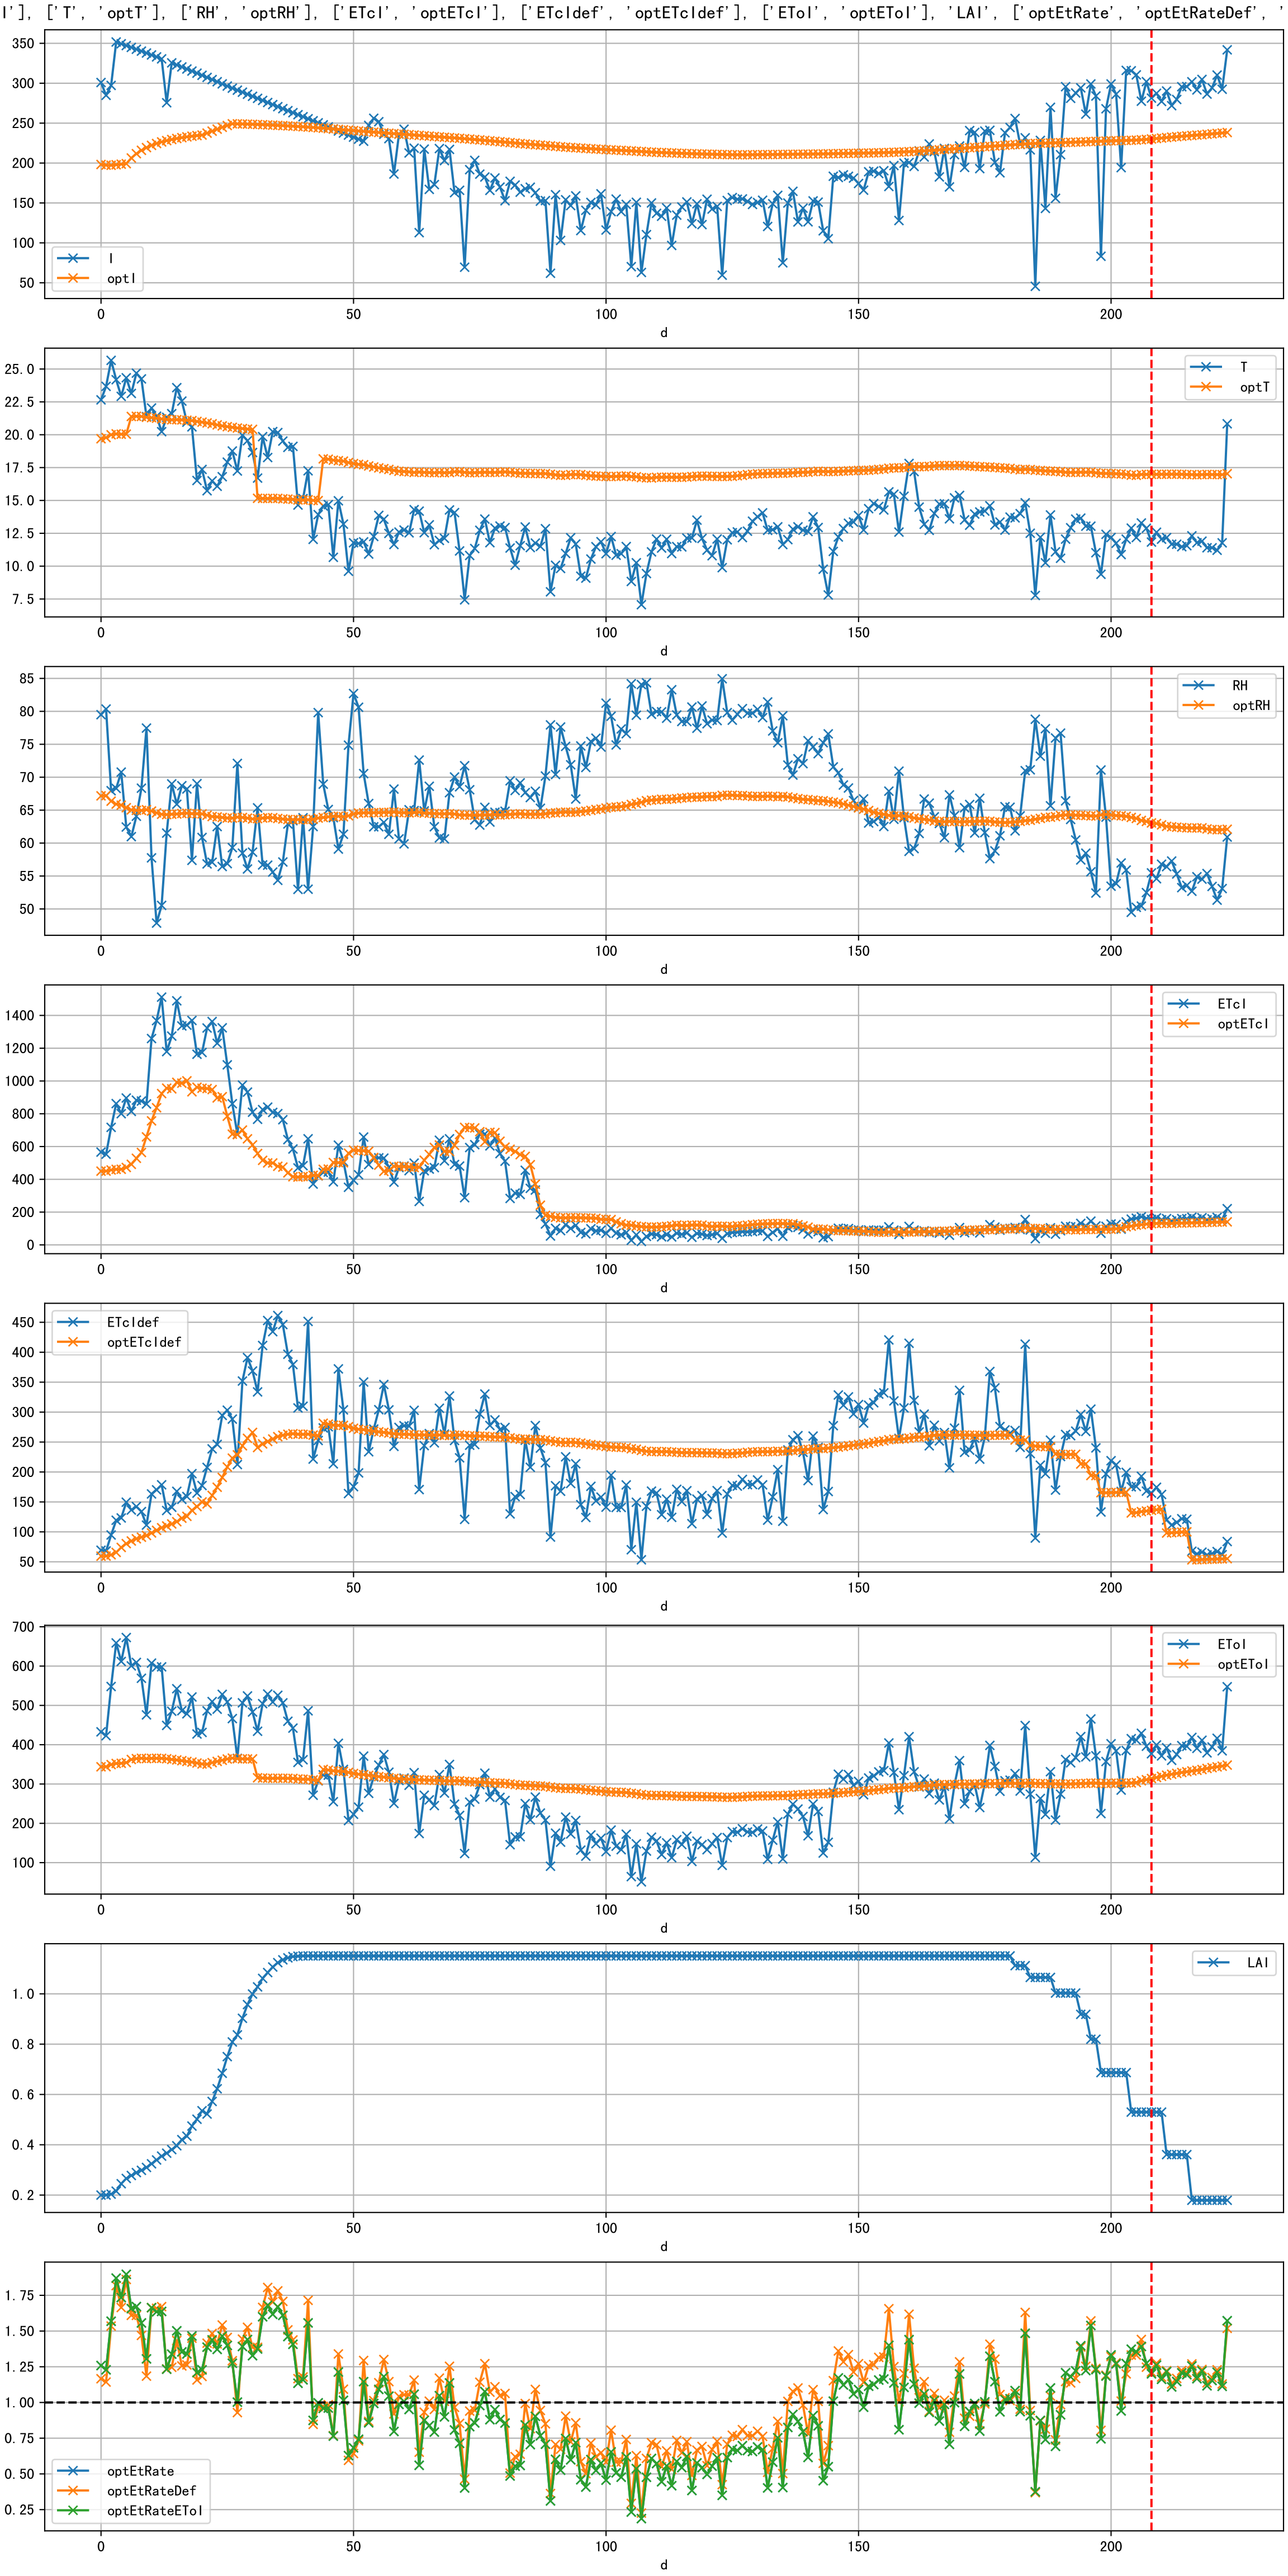 I'], ['T', 'optT'], ['RH', 'optRH'], ['ETcI', 'optETcI'], ['ETcIdef', 'optETcIdef'], ['EToI', 'optEToI'], 'LAI', ['optEtRate', 'optEtRateDef', '
350
300
250
200
150
100
50
I
optI
0 50 100 150 200
d
25.0
22.5
20.0
17.5
15.0
12.5
10.0
7.5
T
optT
0 50 100 150 200
d
85
80
75
70
65
60
55
50
RH
optRH
0 50 100 150 200
d
1400
1200
1000
800
600
400
200
0
ETcI
optETcI
0 50 100 150 200
d
450
400
350
300
250
200
150
100
50
ETcIdef
optETcIdef
0 50 100 150 200
d
700
600
500
400
300
200
100
EToI
optEToI
0 50 100 150 200
d
1.0
0.8
0.6
0.4
0.2
LAI
0 50 100 150 200
d
1.75
1.50
1.25
1.00
0.75
0.50
0.25
optEtRate
optEtRateDef
optEtRateEToI
0 50 100 150 200
d